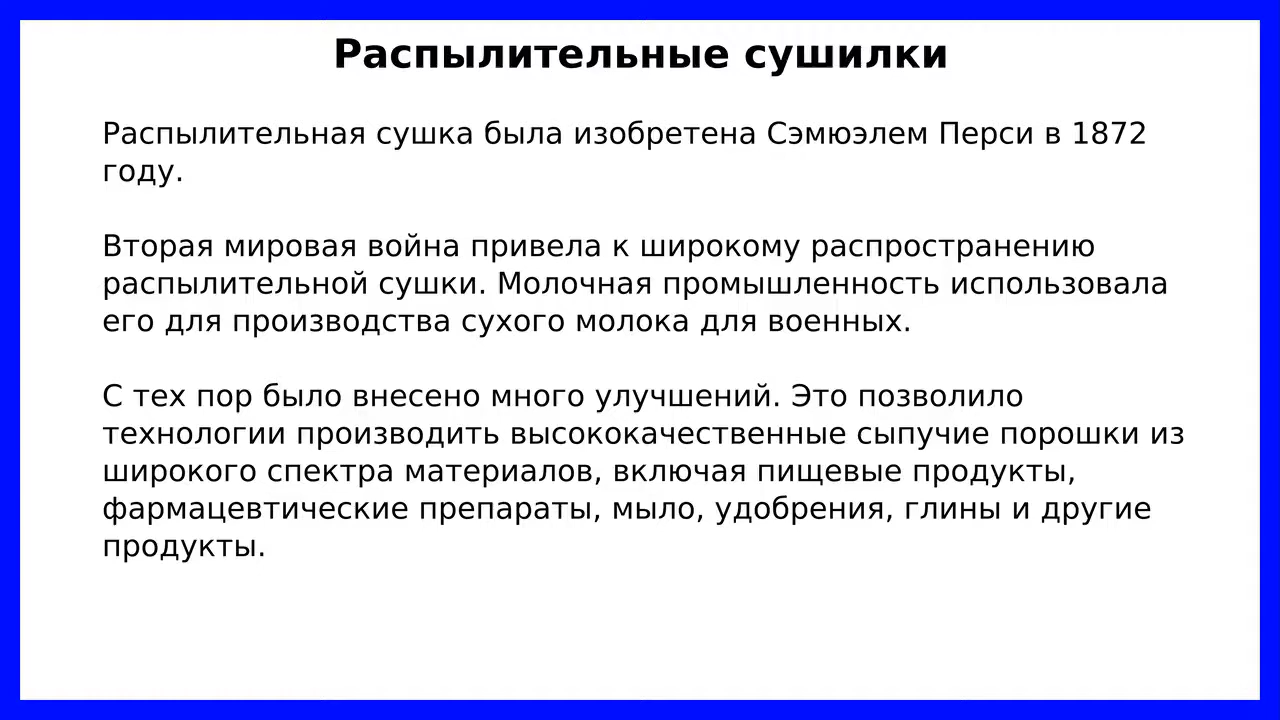 Распылительные сушилки
Распылительная сушка была изобретена Сэмюэлем Перси в 1872
году.
Вторая мировая война привела к широкому распространению
распылительной сушки. Молочная промышленность использовала
его для производства сухого молока для военных.
С тех пор было внесено много улучшений. Это позволило
технологии производить высококачественные сыпучие порошки из
широкого спектра материалов, включая пищевые продукты,
фармацевтические препараты, мыло, удобрения, глины и другие
продукты.